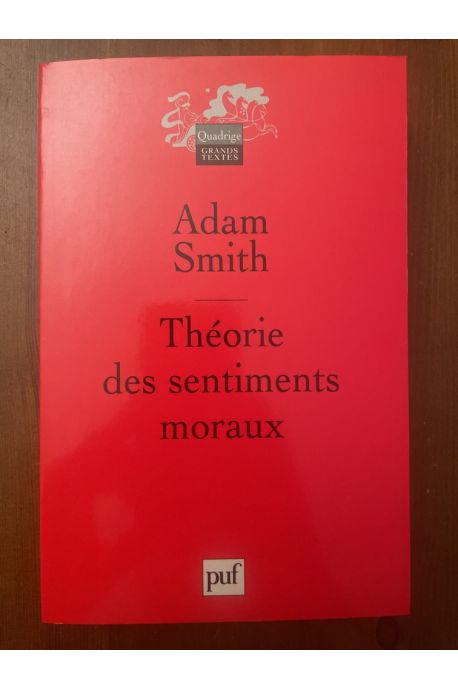 Quadrige
GRANDS
TEXTES
Adam
Smith
Théorie
des sentiments
moraux
puf